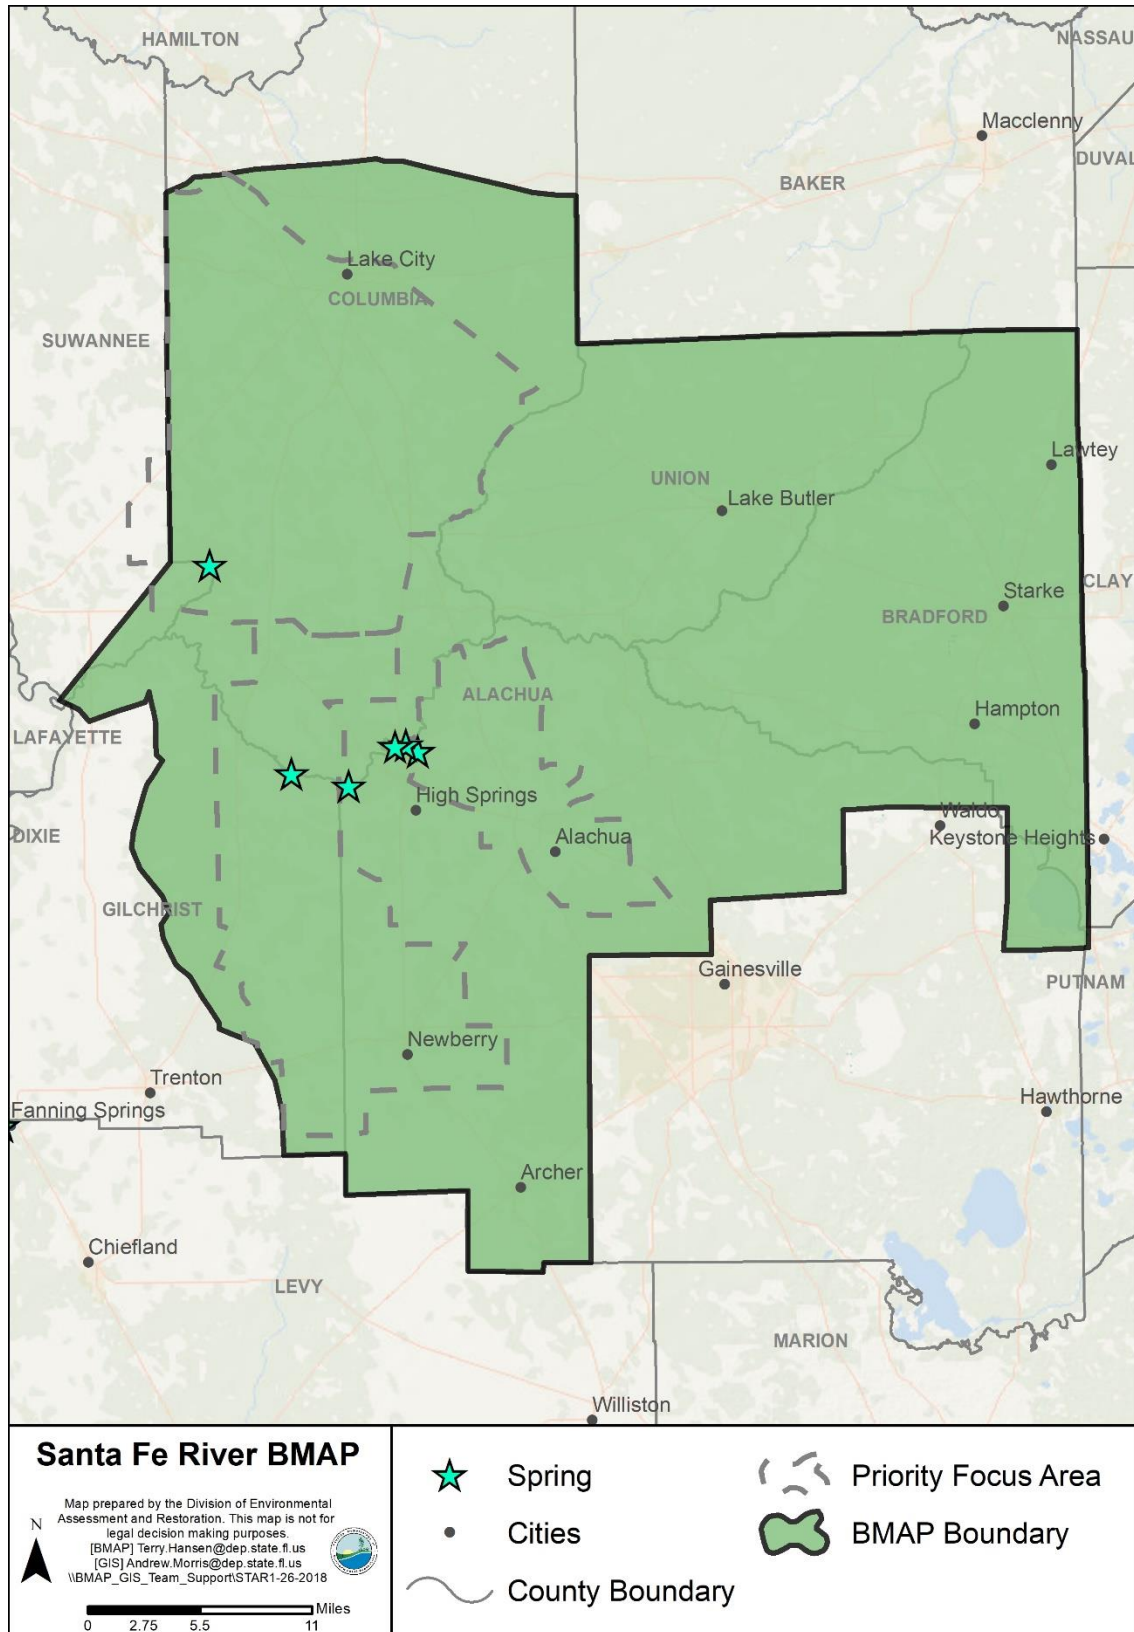 HAMILTON
NASSAU
Macclenny
DUVAL
BAKER
Lake City
COLUMBIA
SUWANNEE
Lawtey
UNION
Lake Butler
CLAY
Starke
BRADFORD
ALACHUA
Hampton
LAFAYETTE
High Springs
Waldo
DIXIE
Alachua
Keystone Heights
GILCHRIST
Gainesville
PUTNAM
Newberry
Trenton
Hawthorne
Fanning Springs
Archer
Chiefland
LEVY
MARION
Williston
Santa Fe River BMAP
Map prepared by the Division of Environmental
Assessment and Restoration. This map is not for
legal decision making purposes.
[BMAP] Terry.Hansen@dep.state.fl.us
[GIS] Andrew.Morris@dep.state.fl.us
\\BMAP_GIS_Team_Support\STAR1-26-2018
N
Miles
0 2.75 5.5 11
Spring
Cities
County Boundary
Priority Focus Area
BMAP Boundary